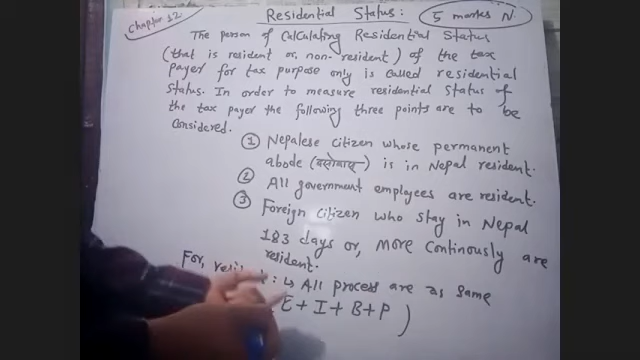 Chapter 12
Residential Status:
5 marks N.
The person of Calculating Residential Status
(that is resident or, non-resident) of the tax
payer for tax purpose only is called residential
status. In order to measure residential status of
the tax payer the following three points are to be
considered.
① Nepalese citizen whose permanent
abode (बसोबास) is in Nepal resident.
② All government employees are resident.
③ Foreign citizen who stay in Nepal
183 days or, more Continously are
resident.
For,
: ↳ All process are as same
E + I + B + P )